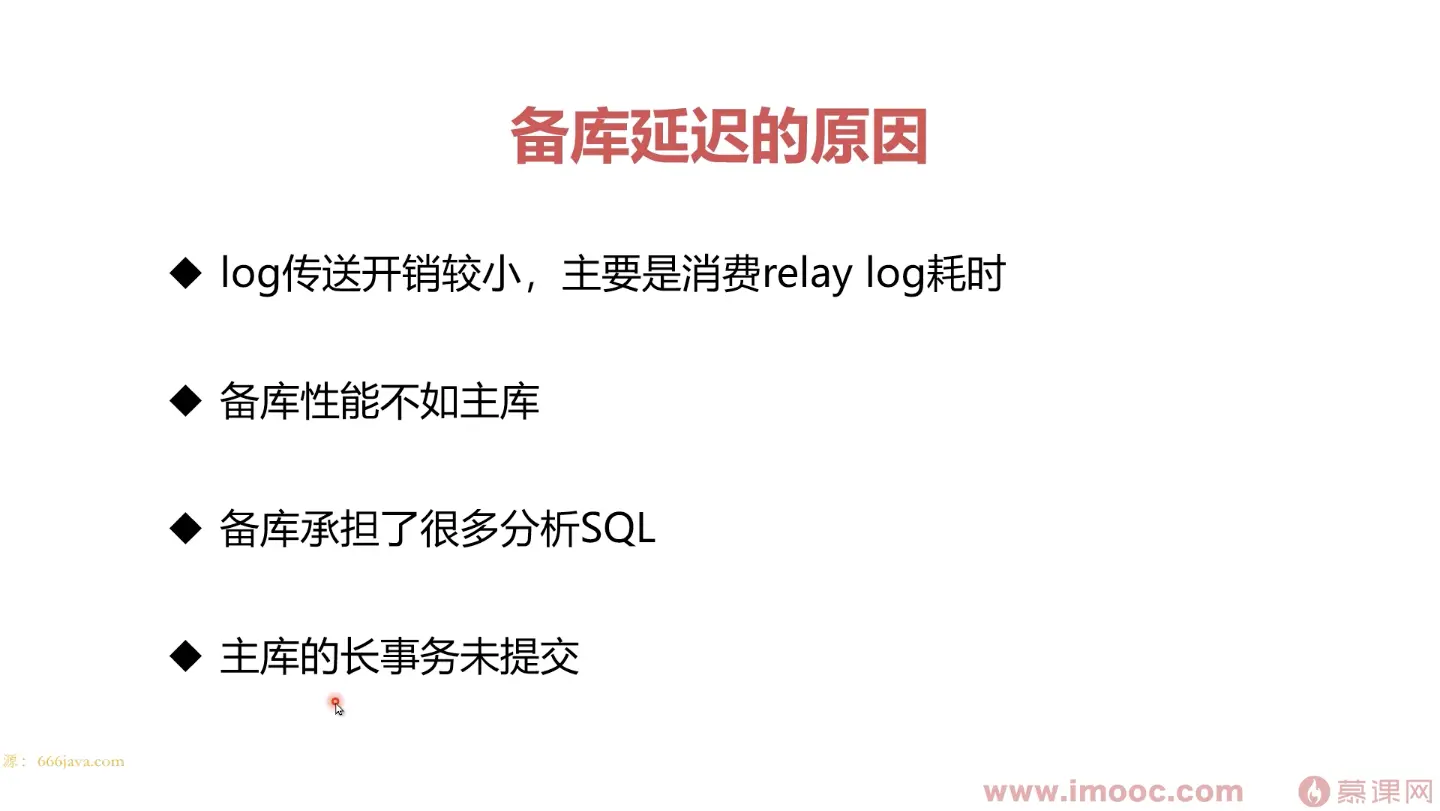 备库延迟的原因
◆ log传送开销较小，主要是消费relay log耗时
◆ 备库性能不如主库
◆ 备库承担了很多分析SQL
◆ 主库的长事务未提交
源：666java.com
www.imooc.com 慕课网